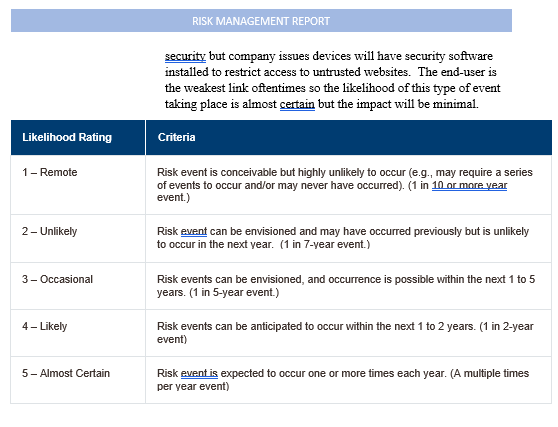 RISK MANAGEMENT REPORT
security but company issues devices will have security software
installed to restrict access to untrusted websites.  The end-user is
the weakest link oftentimes so the likelihood of this type of event
taking place is almost certain but the impact will be minimal.
Likelihood Rating
Criteria
1 – Remote
Risk event is conceivable but highly unlikely to occur (e.g., may require a series
of events to occur and/or may never have occurred). (1 in 10 or more year
event.)
2 – Unlikely
Risk event can be envisioned and may have occurred previously but is unlikely
to occur in the next year.  (1 in 7-year event.)
3 – Occasional
Risk events can be envisioned, and occurrence is possible within the next 1 to 5
years. (1 in 5-year event.)
4 – Likely
Risk events can be anticipated to occur within the next 1 to 2 years. (1 in 2-year
event)
5 – Almost Certain
Risk event is expected to occur one or more times each year. (A multiple times
per year event)